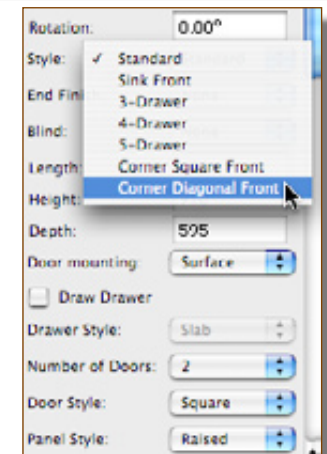 Rotation: 0.00°
Style: ✓ Standard
Sink Front
End Fini
3-Drawer
4-Drawer
Blind:
5-Drawer
Length: Corner Square Front
Corner Diagonal Front
Height:
Depth: 595
Door mounting: Surface
Draw Drawer
Drawer Style: Slab
Number of Doors: 2
Door Style: Square
Panel Style: Raised